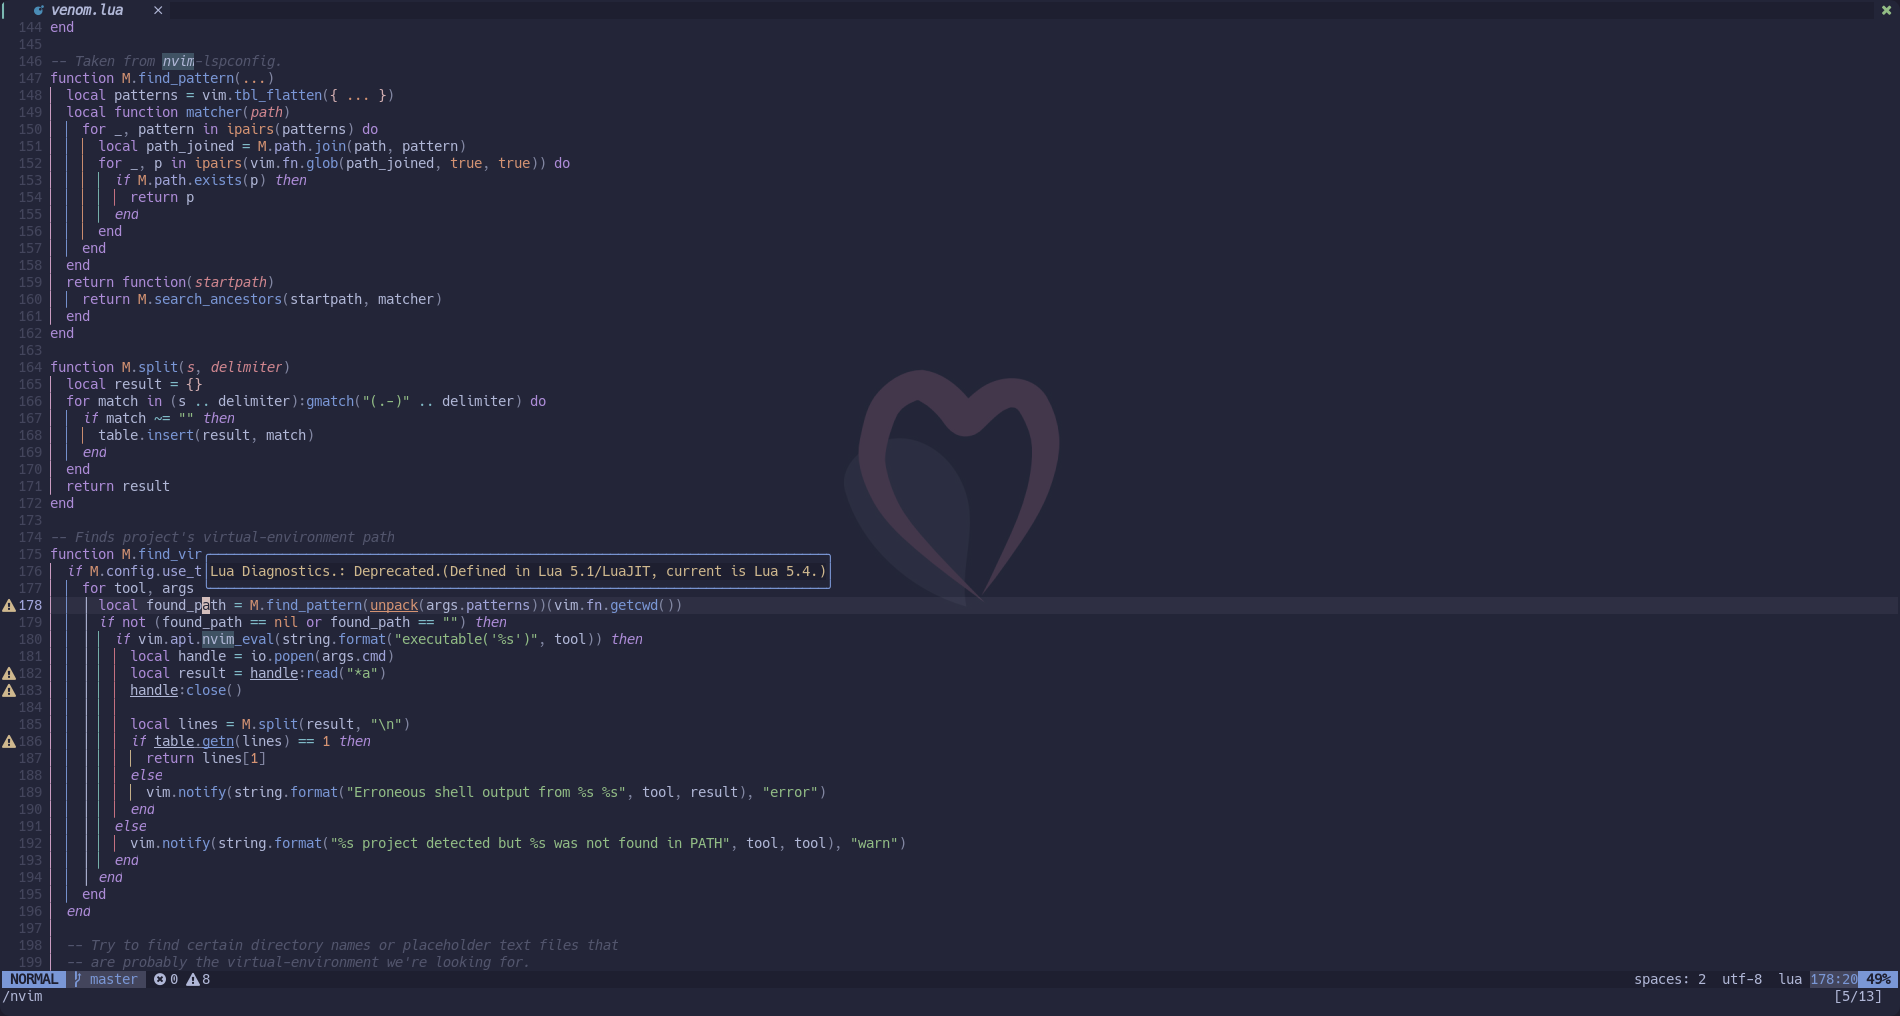 venom.lua ×
144 end
145
146 -- Taken from nvim-lspconfig.
147 function M.find_pattern(...)
148 local patterns = vim.tbl_flatten({ ... })
149 local function matcher(path)
150 for _, pattern in ipairs(patterns) do
151 local path_joined = M.path.join(path, pattern)
152 for _, p in ipairs(vim.fn.glob(path_joined, true, true)) do
153 if M.path.exists(p) then
154 return p
155 end
156 end
157 end
158 end
159 return function(startpath)
160 return M.search_ancestors(startpath, matcher)
161 end
162 end
163
164 function M.split(s, delimiter)
165 local result = {}
166 for match in (s .. delimiter):gmatch("(.-)" .. delimiter) do
167 if match ~= "" then
168 table.insert(result, match)
169 end
170 end
171 return result
172 end
173
174 -- Finds project's virtual-environment path
175 function M.find_vir
176 if M.config.use_t Lua Diagnostics.: Deprecated.(Defined in Lua 5.1/LuaJIT, current is Lua 5.4.)
177 for tool, args
178 local found_path = M.find_pattern(unpack(args.patterns))(vim.fn.getcwd())
179 if not (found_path == nil or found_path == "") then
180 if vim.api.nvim_eval(string.format("executable('%s')", tool)) then
181 local handle = io.popen(args.cmd)
182 local result = handle:read("*a")
183 handle:close()
184
185 local lines = M.split(result, "\n")
186 if table.getn(lines) == 1 then
187 return lines[1]
188 else
189 vim.notify(string.format("Erroneous shell output from %s %s", tool, result), "error")
190 end
191 else
192 vim.notify(string.format("%s project detected but %s was not found in PATH", tool, tool), "warn")
193 end
194 end
195 end
196 end
197
198 -- Try to find certain directory names or placeholder text files that
199 -- are probably the virtual-environment we're looking for.
NORMAL master 0 8 spaces: 2 utf-8 lua 178:20 49%
/nvim [5/13]